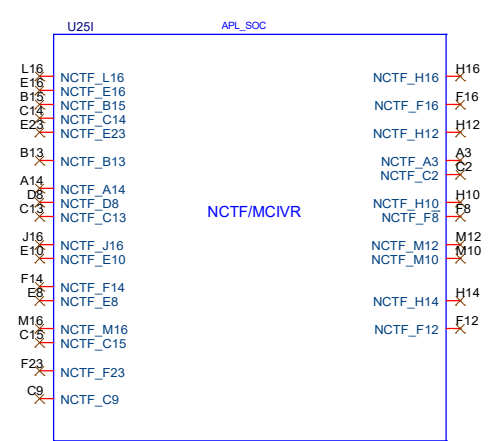 U25I APL_SOC
L16 NCTF_L16 NCTF_H16 H16
E16 NCTF_E16
B15 NCTF_B15 NCTF_F16 F16
C14 NCTF_C14
E23 NCTF_E23 NCTF_H12 H12
B13 NCTF_B13 NCTF_A3 A3
NCTF_C2 C2
A14 NCTF_A14
D8 NCTF_D8 NCTF_H10 H10
C13 NCTF_C13 NCTF/MCIVR NCTF_F8 F8
J16 NCTF_J16 NCTF_M12 M12
E10 NCTF_E10 NCTF_M10 M10
F14 NCTF_F14
E8 NCTF_E8 NCTF_H14 H14
M16 NCTF_M16 NCTF_F12 F12
C15 NCTF_C15
F23 NCTF_F23
C9 NCTF_C9